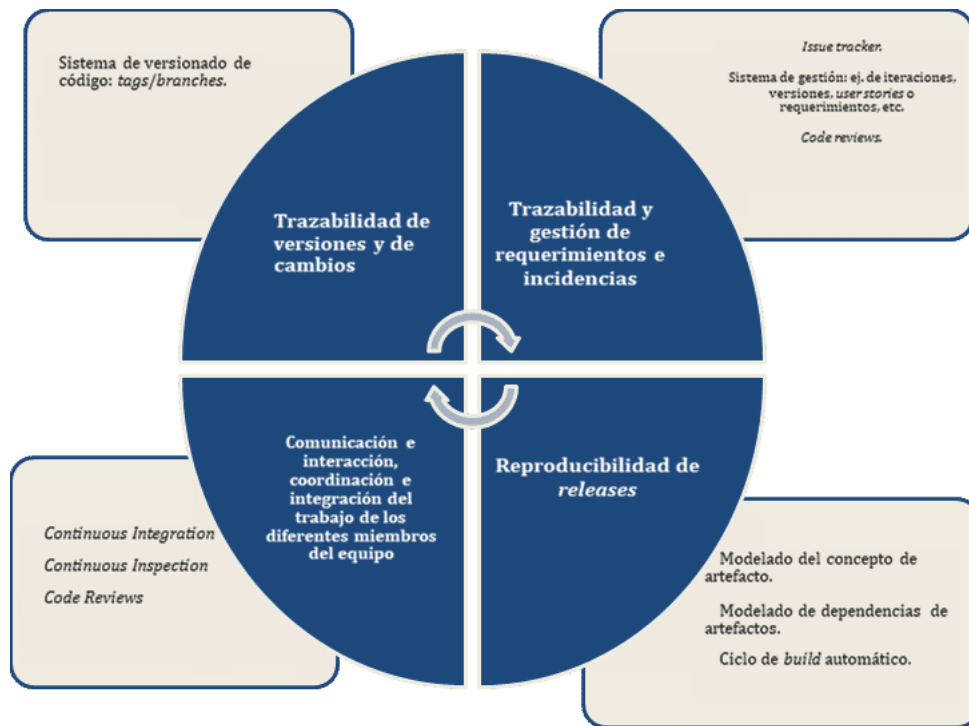 Sistema de versionado de
código: tags/branches.
Issue tracker.
Sistema de gestión: ej. de iteraciones,
versiones, user stories o
requerimientos, etc.
Code reviews.
Trazabilidad de
versiones y de
cambios
Trazabilidad y
gestión de
requerimientos e
incidencias
Comunicación e
interacción,
coordinación e
integración del
trabajo de los
diferentes miembros
del equipo
Reproducibilidad de
releases
Continuous Integration
Continuous Inspection
Code Reviews
Modelado del concepto de
artefacto.
Modelado de dependencias de
artefactos.
Ciclo de build automático.